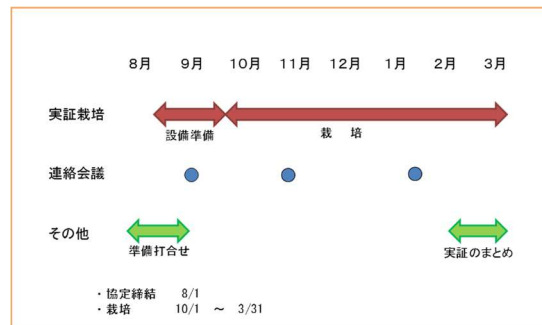 8月 9月 10月 11月 12月 1月 2月 3月
実証栽培
設備準備 栽 培
連絡会議
その他
準備打合せ 実証のまとめ
・協定締結 8/1
・栽培 10/1 ～ 3/31